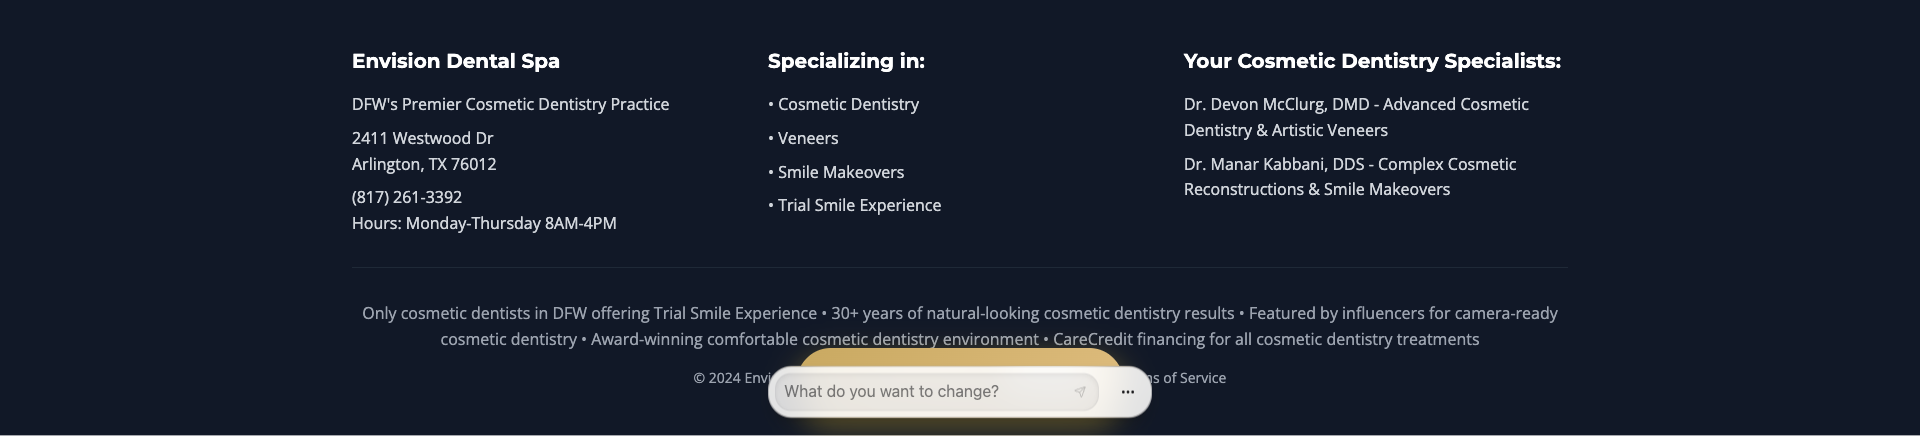 Envision Dental Spa
DFW's Premier Cosmetic Dentistry Practice
2411 Westwood Dr
Arlington, TX 76012
(817) 261-3392
Hours: Monday-Thursday 8AM-4PM
Specializing in:
• Cosmetic Dentistry
• Veneers
• Smile Makeovers
• Trial Smile Experience
Your Cosmetic Dentistry Specialists:
Dr. Devon McClurg, DMD - Advanced Cosmetic
Dentistry & Artistic Veneers
Dr. Manar Kabbani, DDS - Complex Cosmetic
Reconstructions & Smile Makeovers
Only cosmetic dentists in DFW offering Trial Smile Experience • 30+ years of natural-looking cosmetic dentistry results • Featured by influencers for camera-ready
cosmetic dentistry • Award-winning comfortable cosmetic dentistry environment • CareCredit financing for all cosmetic dentistry treatments
© 2024
of Service
What do you want to change?